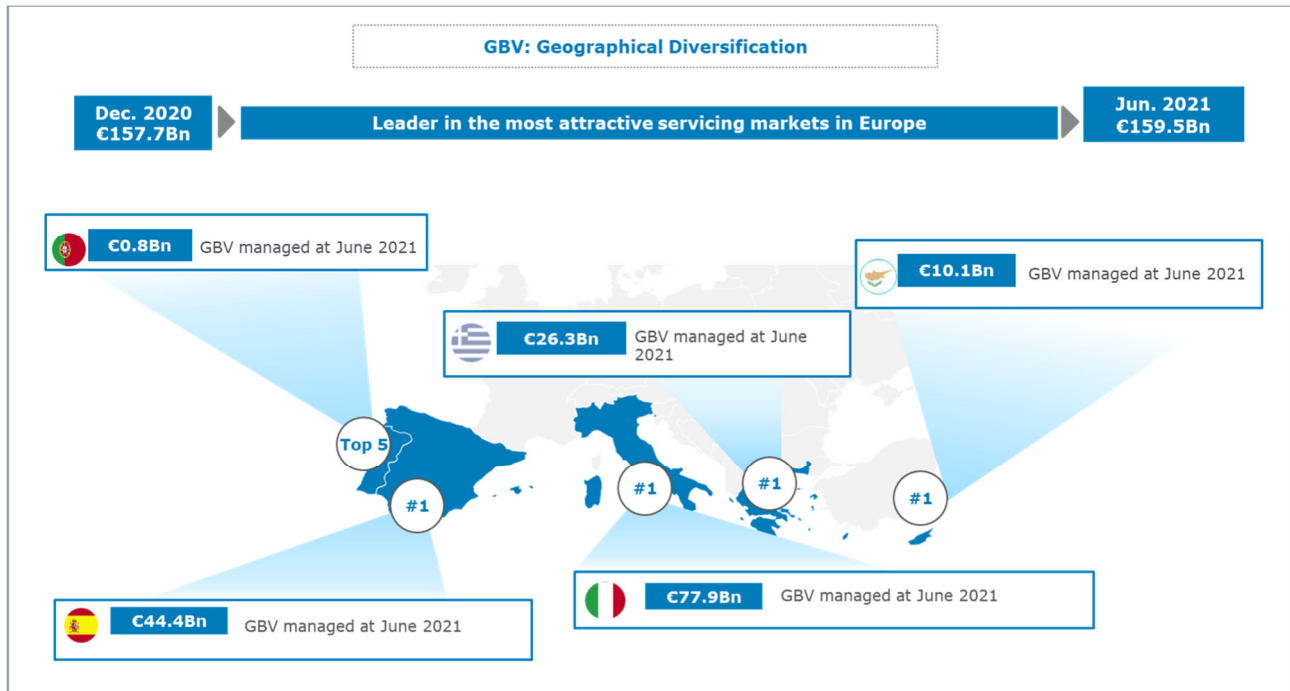 GBV: Geographical Diversification
Dec. 2020
€157.7Bn
Leader in the most attractive servicing markets in Europe
Jun. 2021
€159.5Bn
€0.8Bn
GBV managed at June 2021
€10.1Bn
GBV managed at June 2021
€26.3Bn
GBV managed at June
2021
Top 5
#1
#1
#1
#1
€44.4Bn
GBV managed at June 2021
€77.9Bn
GBV managed at June 2021